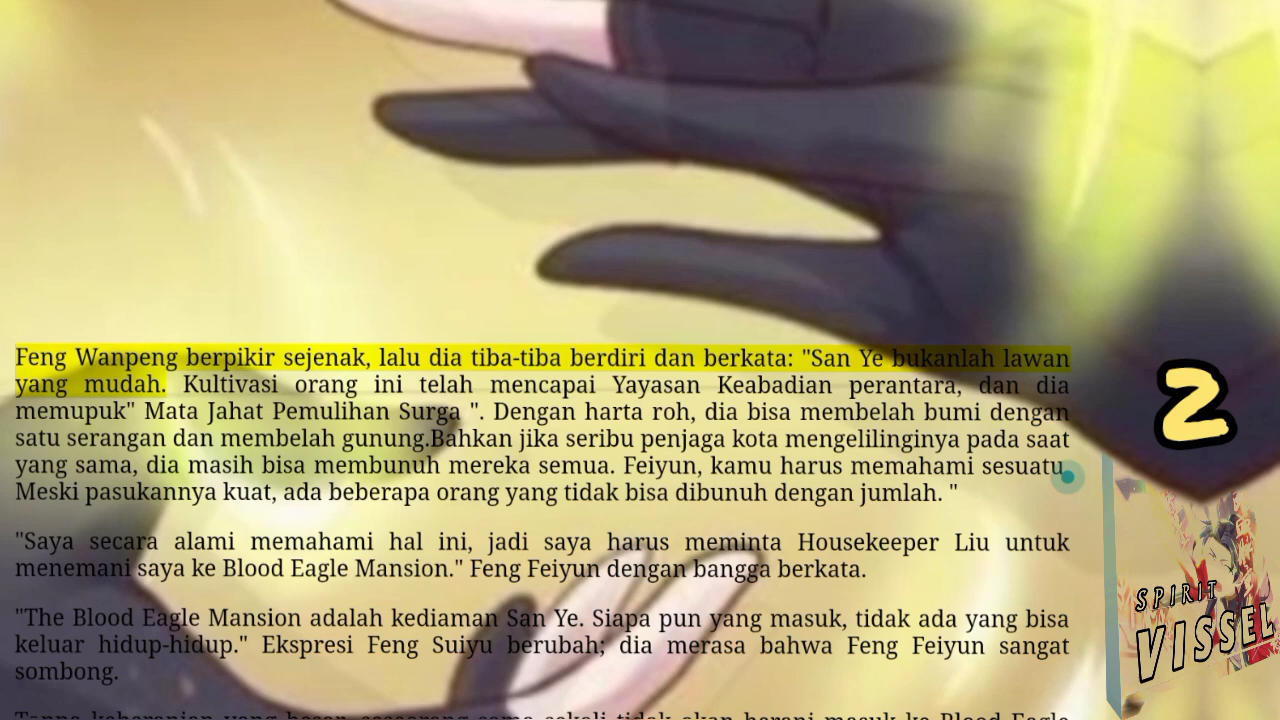 Feng Wanpeng berpikir sejenak, lalu dia tiba-tiba berdiri dan berkata: "San Ye bukanlah lawan
yang mudah. Kultivasi orang ini telah mencapai Yayasan Keabadian perantara, dan dia
memupuk" Mata Jahat Pemulihan Surga ". Dengan harta roh, dia bisa membelah bumi dengan
satu serangan dan membelah gunung.Bahkan jika seribu penjaga kota mengelilinginya pada saat
yang sama, dia masih bisa membunuh mereka semua. Feiyun, kamu harus memahami sesuatu
Meski pasukannya kuat, ada beberapa orang yang tidak bisa dibunuh dengan jumlah. "
"Saya secara alami memahami hal ini, jadi saya harus meminta Housekeeper Liu untuk
menemani saya ke Blood Eagle Mansion." Feng Feiyun dengan bangga berkata.
"The Blood Eagle Mansion adalah kediaman San Ye. Siapa pun yang masuk, tidak ada yang bisa
keluar hidup-hidup." Ekspresi Feng Suiyu berubah; dia merasa bahwa Feng Feiyun sangat
sombong.
2
SPIRIT
VISSEL